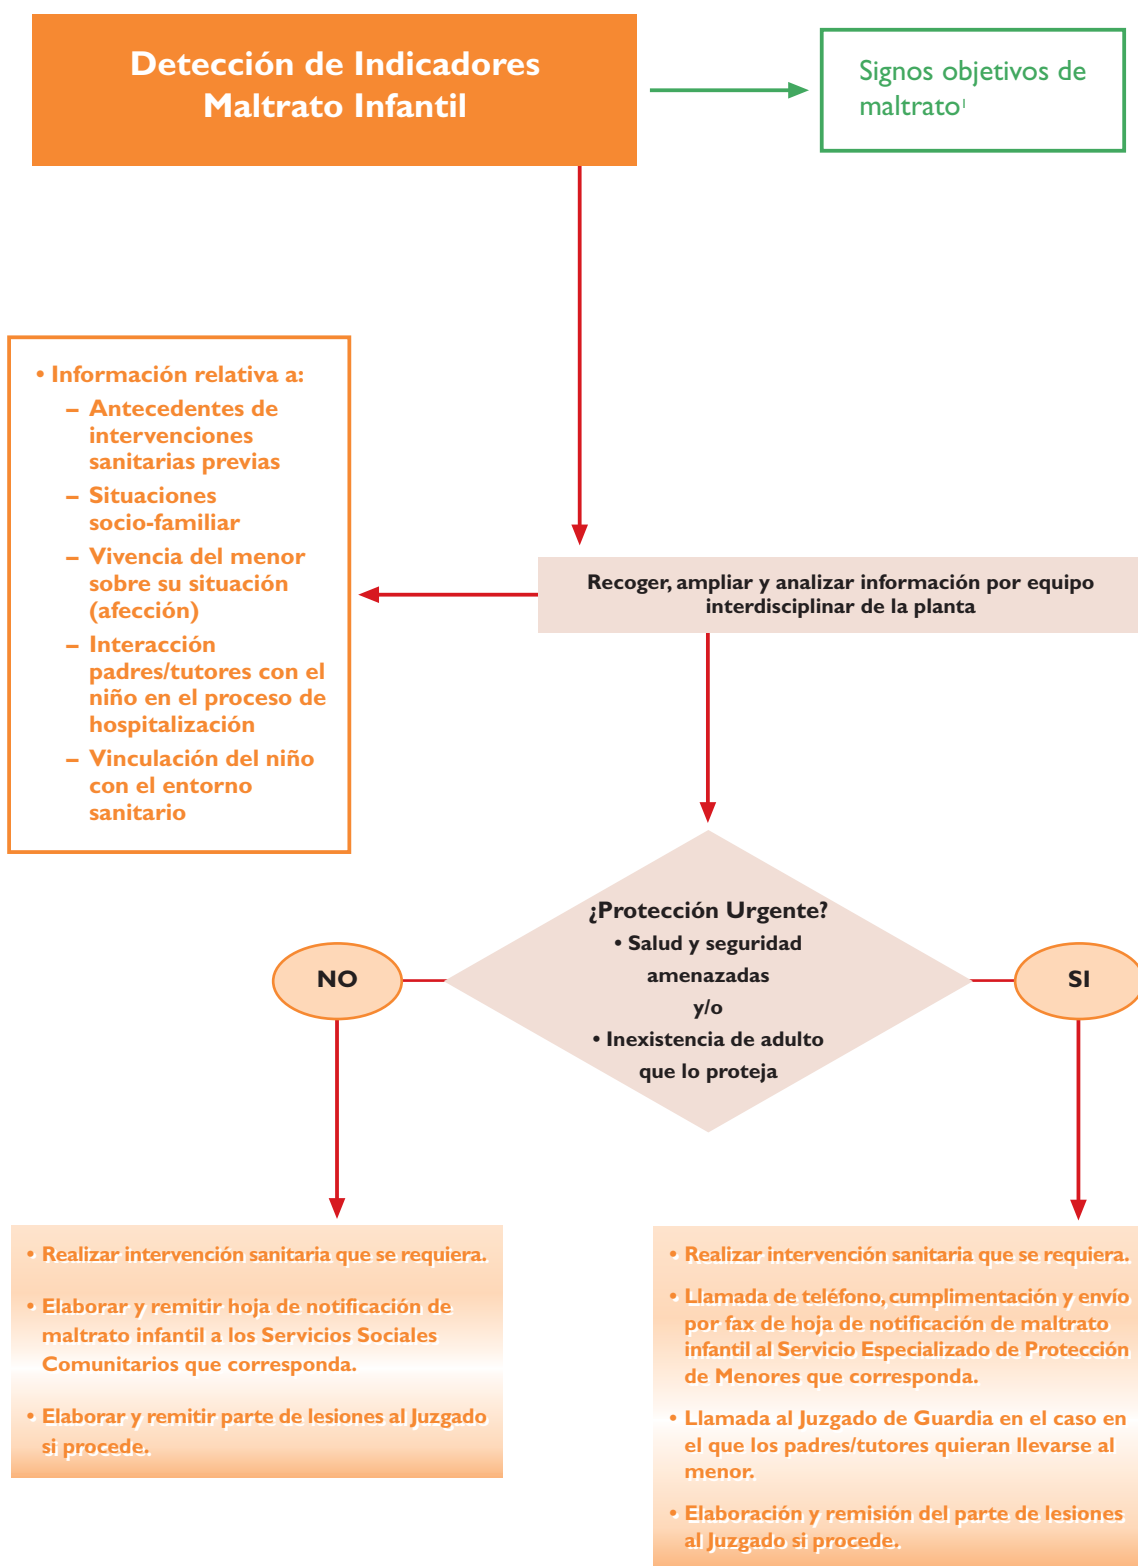 Detección de Indicadores
Maltrato Infantil
Signos objetivos de
maltrato¹
• Información relativa a:
– Antecedentes de
intervenciones
sanitarias previas
– Situaciones
socio-familiar
– Vivencia del menor
sobre su situación
(afección)
– Interacción
padres/tutores con el
niño en el proceso de
hospitalización
– Vinculación del niño
con el entorno
sanitario
Recoger, ampliar y analizar información por equipo
interdisciplinar de la planta
¿Protección Urgente?
• Salud y seguridad
amenazadas
y/o
• Inexistencia de adulto
que lo proteja
NO
SI
• Realizar intervención sanitaria que se requiera.
• Elaborar y remitir hoja de notificación de
maltrato infantil a los Servicios Sociales
Comunitarios que corresponda.
• Elaborar y remitir parte de lesiones al Juzgado
si procede.
• Realizar intervención sanitaria que se requiera.
• Llamada de teléfono, cumplimentación y envío
por fax de hoja de notificación de maltrato
infantil al Servicio Especializado de Protección
de Menores que corresponda.
• Llamada al Juzgado de Guardia en el caso en
el que los padres/tutores quieran llevarse al
menor.
• Elaboración y remisión del parte de lesiones
al Juzgado si procede.